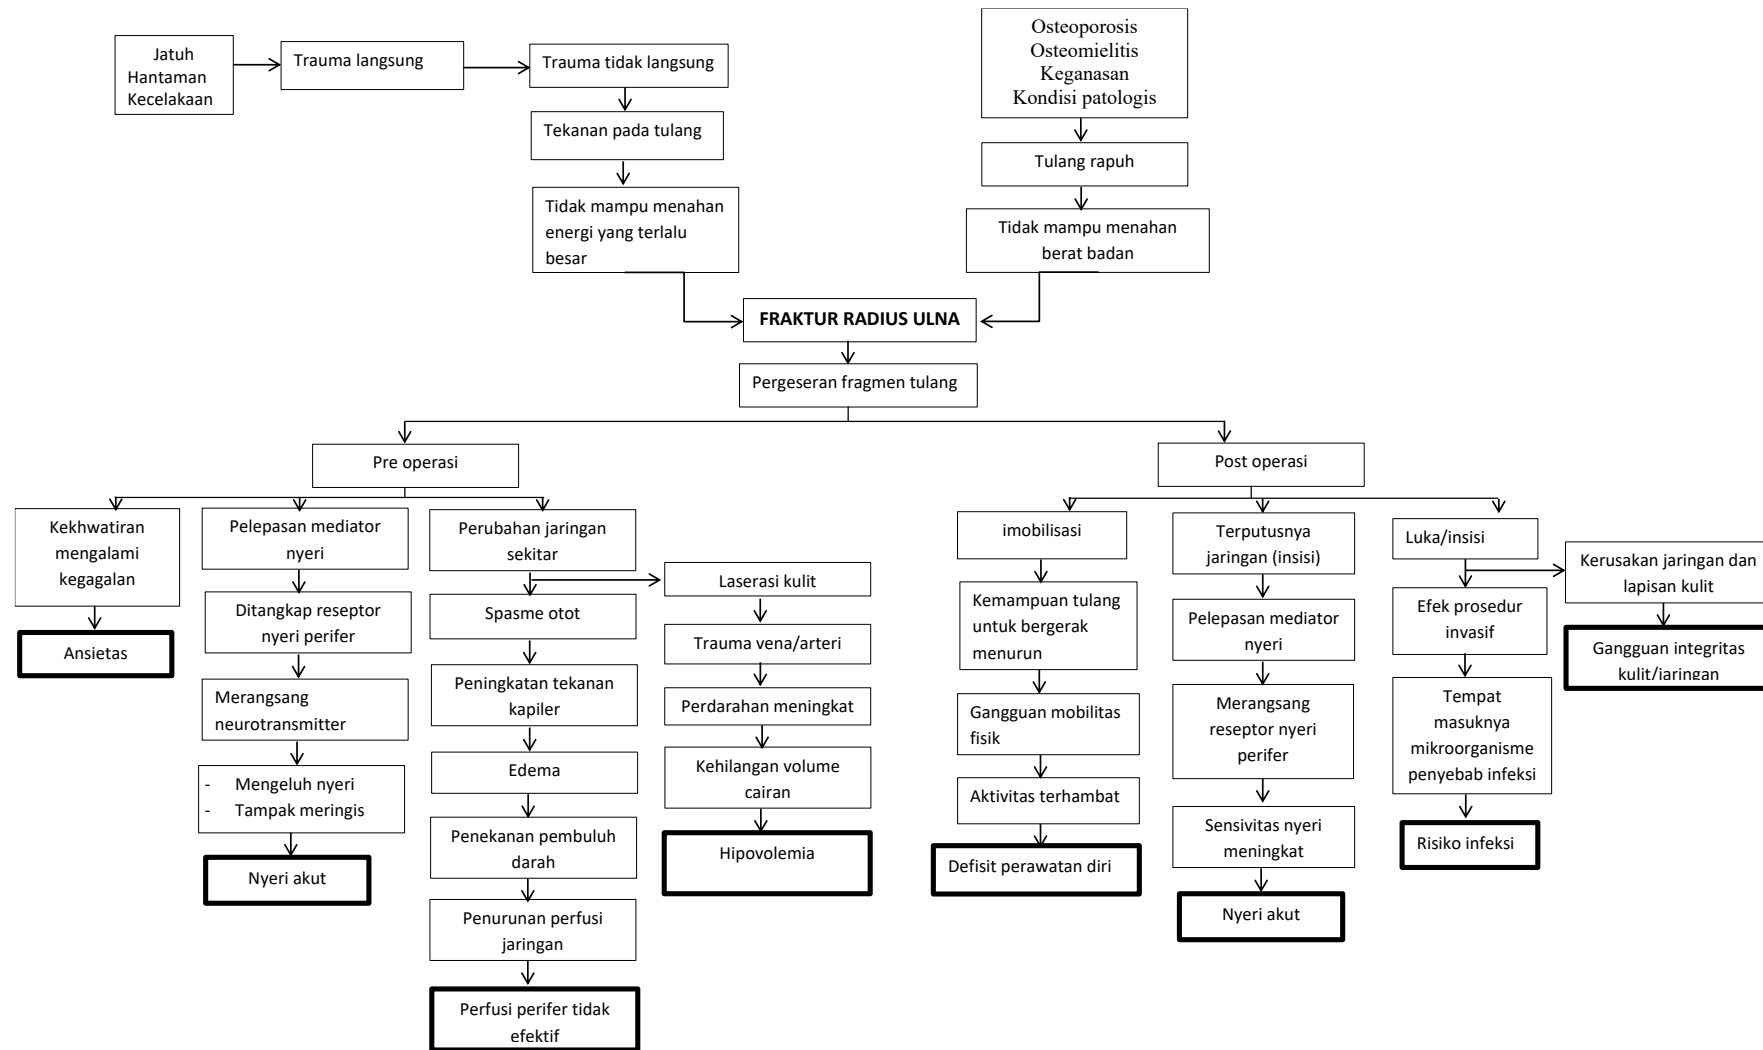 Jatuh
Hantaman
Kecelakaan
Trauma langsung
Trauma tidak langsung
Tekanan pada tulang
Tidak mampu menahan
energi yang terlalu
besar
Osteoporosis
Osteomielitis
Keganasan
Kondisi patologis
Tulang rapuh
Tidak mampu menahan
berat badan
FRAKTUR RADIUS ULNA
Pergeseran fragmen tulang
Pre operasi
Post operasi
Kekhwatiran
mengalami
kegagalan
Ansietas
Pelepasan mediator
nyeri
Ditangkap reseptor
nyeri perifer
Merangsang
neurotransmitter
- Mengeluh nyeri
- Tampak meringis
Nyeri akut
Perubahan jaringan
sekitar
Spasme otot
Peningkatan tekanan
kapiler
Edema
Penekanan pembuluh
darah
Penurunan perfusi
jaringan
Perfusi perifer tidak
efektif
Laserasi kulit
Trauma vena/arteri
Perdarahan meningkat
Kehilangan volume
cairan
Hipovolemia
imobilisasi
Kemampuan tulang
untuk bergerak
menurun
Gangguan mobilitas
fisik
Aktivitas terhambat
Defisit perawatan diri
Terputusnya
jaringan (insisi)
Pelepasan mediator
nyeri
Merangsang
reseptor nyeri
perifer
Sensivitas nyeri
meningkat
Nyeri akut
Luka/insisi
Efek prosedur
invasif
Tempat
masuknya
mikroorganisme
penyebab infeksi
Risiko infeksi
Kerusakan jaringan dan
lapisan kulit
Gangguan integritas
kulit/jaringan